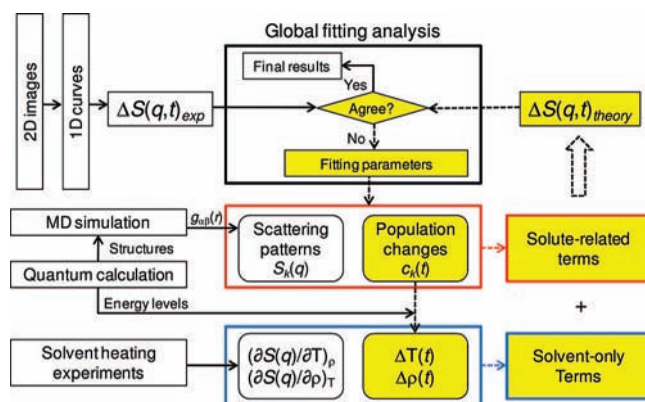 Global fitting analysis
2D images
1D curves
ΔS(q,t)exp
Final results
Yes
Agree?
No
Fitting parameters
ΔS(q,t)theory
MD simulation
gαβ(r)
Structures
Quantum calculation
Energy levels
Scattering
patterns
Sk(q)
Population
changes
ck(t)
Solute-related
terms
+
Solvent heating
experiments
(∂S(q)/∂T)ρ
(∂S(q)/∂ρ)T
ΔT(t)
Δρ(t)
Solvent-only
Terms